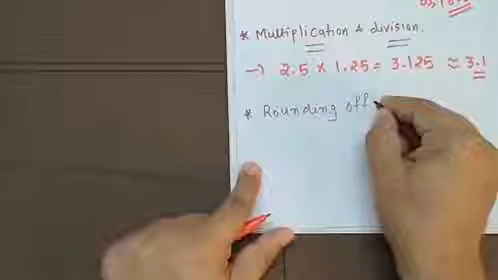 * Multiplication & division.
→ 2.5 × 1.25 = 3.125 ≈ 3.1
* Rounding off